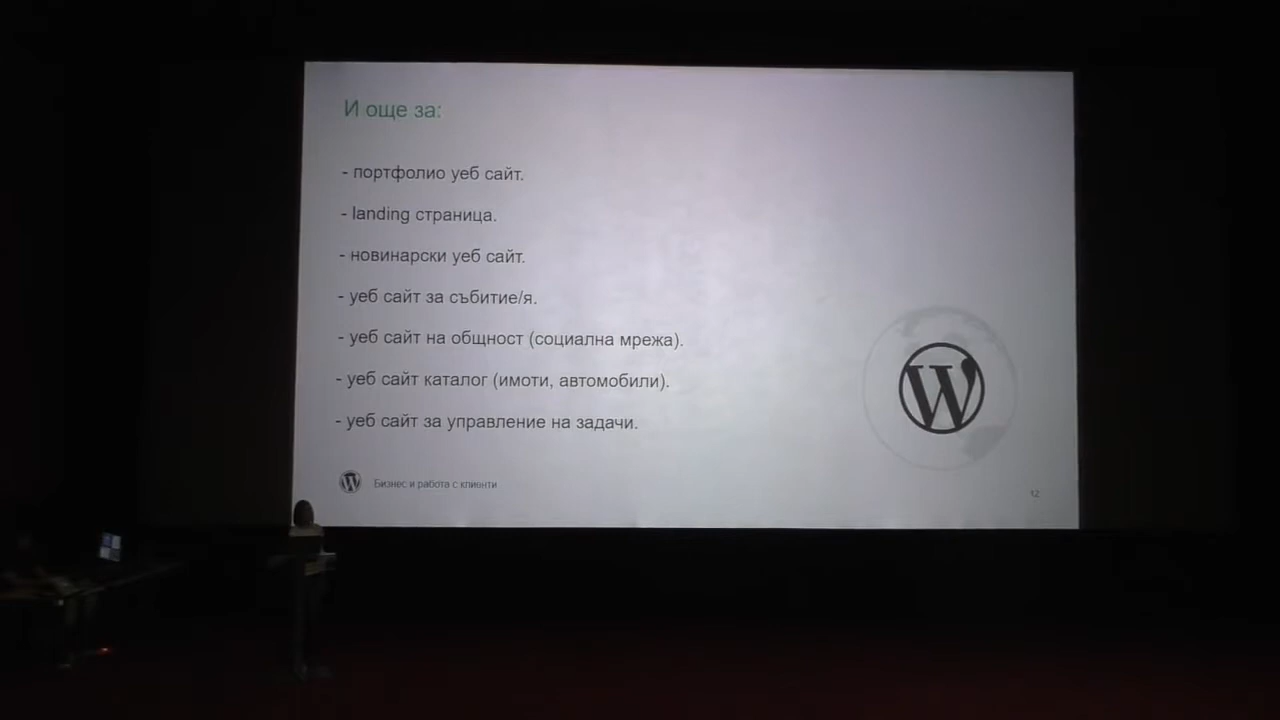 И още за:
- портфолио уеб сайт.
- landing страница.
- новинарски уеб сайт.
- уеб сайт за събитие/я.
- уеб сайт на общност (социална мрежа).
- уеб сайт каталог (имоти, автомобили).
- уеб сайт за управление на задачи.
Бизнес и работа с клиенти
12